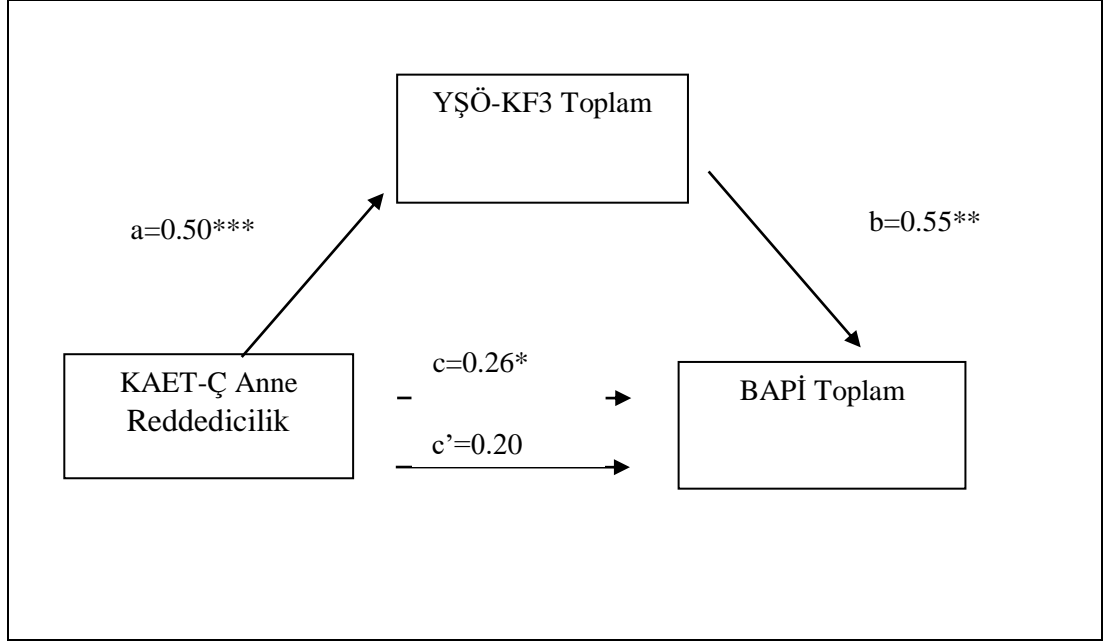 YŞÖ-KF3 Toplam
a=0.50***
b=0.55**
c=0.26*
KAET-Ç Anne
Reddedicilik
BAPİ Toplam
c’=0.20